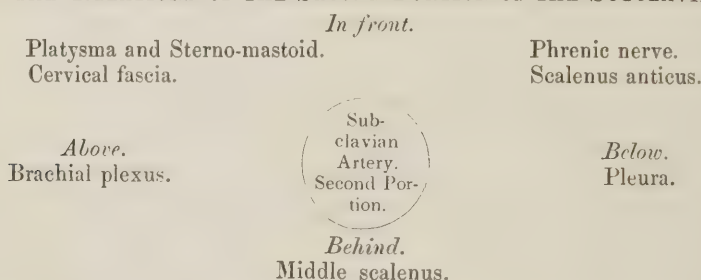 In front.
Platysma and Sterno-mastoid. Phrenic nerve.
Cervical fascia. Scalenus anticus.
Sub-
clavian
Above. Artery. Below.
Brachial plexus. Second Por- Pleura.
tion.
Behind.
Middle scalenus.